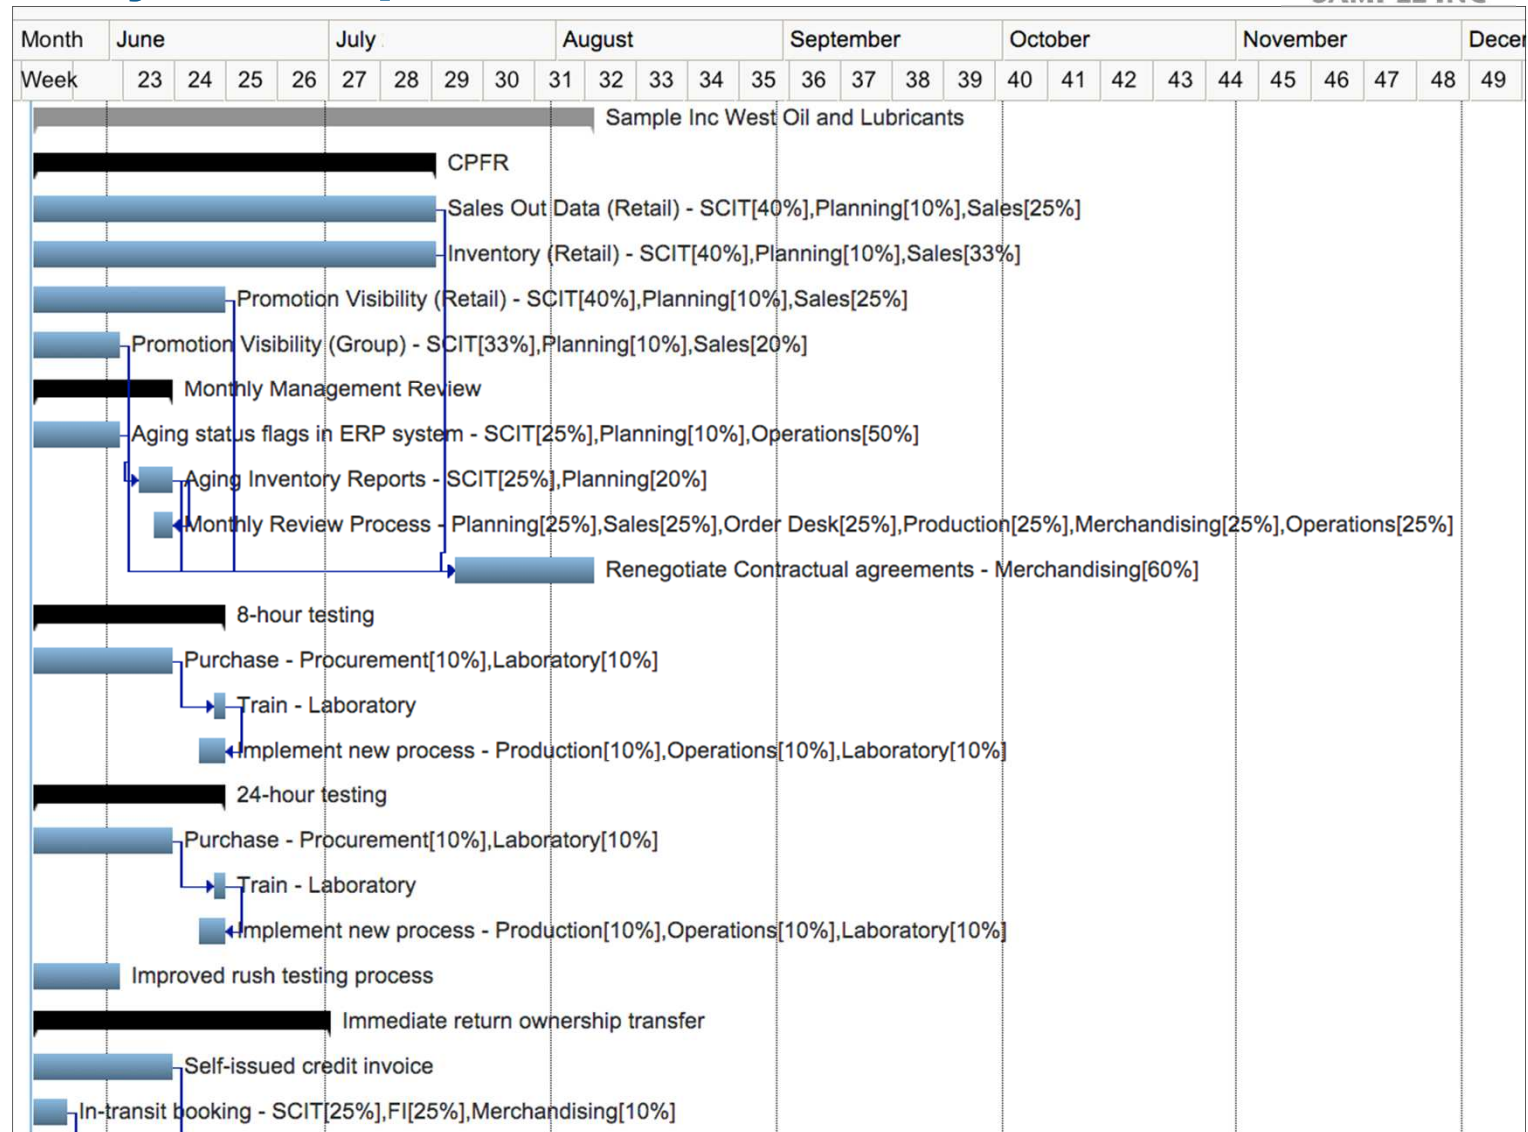 SAMPLE INC
Month June July August September October November Decer
Week 23 24 25 26 27 28 29 30 31 32 33 34 35 36 37 38 39 40 41 42 43 44 45 46 47 48 49
Sample Inc West Oil and Lubricants
CPFR
Sales Out Data (Retail) - SCIT[40%],Planning[10%],Sales[25%]
Inventory (Retail) - SCIT[40%],Planning[10%],Sales[33%]
Promotion Visibility (Retail) - SCIT[40%],Planning[10%],Sales[25%]
Promotion Visibility (Group) - SCIT[33%],Planning[10%],Sales[20%]
Monthly Management Review
Aging status flags in ERP system - SCIT[25%],Planning[10%],Operations[50%]
Aging Inventory Reports - SCIT[25%],Planning[20%]
Monthly Review Process - Planning[25%],Sales[25%],Order Desk[25%],Production[25%],Merchandising[25%],Operations[25%]
Renegotiate Contractual agreements - Merchandising[60%]
8-hour testing
Purchase - Procurement[10%],Laboratory[10%]
Train - Laboratory
Implement new process - Production[10%],Operations[10%],Laboratory[10%]
24-hour testing
Purchase - Procurement[10%],Laboratory[10%]
Train - Laboratory
Implement new process - Production[10%],Operations[10%],Laboratory[10%]
Improved rush testing process
Immediate return ownership transfer
Self-issued credit invoice
In-transit booking - SCIT[25%],FI[25%],Merchandising[10%]